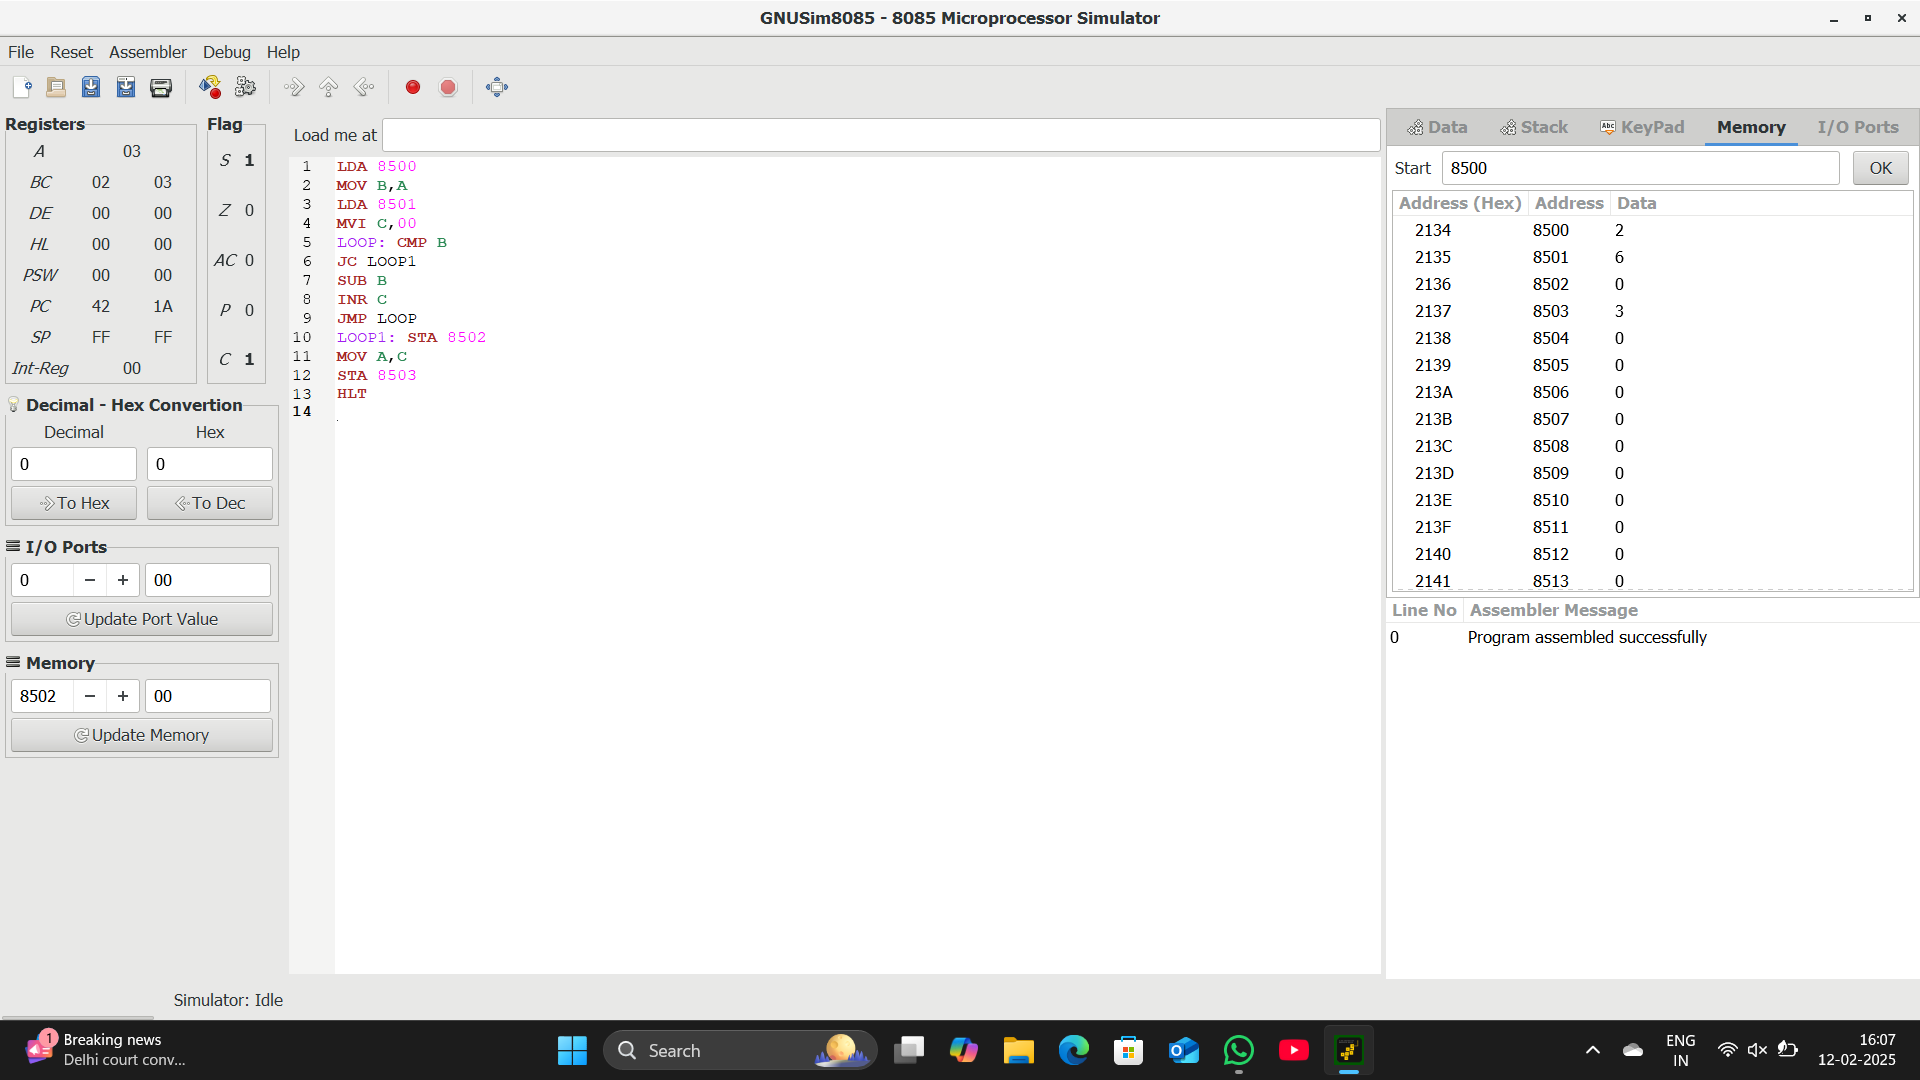 GNUSim8085 - 8085 Microprocessor Simulator
File Reset Assembler Debug Help
Registers
A 03
BC 02 03
DE 00 00
HL 00 00
PSW 00 00
PC 42 1A
SP FF FF
Int-Reg 00
Flag
S 1
Z 0
AC 0
P 0
C 1
Decimal - Hex Convertion
Decimal Hex
0 0
To Hex To Dec
I/O Ports
0 − + 00
Update Port Value
Memory
8502 − + 00
Update Memory
Load me at
1 LDA 8500
2 MOV B,A
3 LDA 8501
4 MVI C,00
5 LOOP: CMP B
6 JC LOOP1
7 SUB B
8 INR C
9 JMP LOOP
10 LOOP1: STA 8502
11 MOV A,C
12 STA 8503
13 HLT
14
Data Stack Abc KeyPad Memory I/O Ports
Start 8500 OK
Address (Hex) Address Data
2134 8500 2
2135 8501 6
2136 8502 0
2137 8503 3
2138 8504 0
2139 8505 0
213A 8506 0
213B 8507 0
213C 8508 0
213D 8509 0
213E 8510 0
213F 8511 0
2140 8512 0
2141 8513 0
Line No Assembler Message
0 Program assembled successfully
Simulator: Idle
1 Breaking news
Delhi court conv...
Search
ENG
IN
16:07
12-02-2025